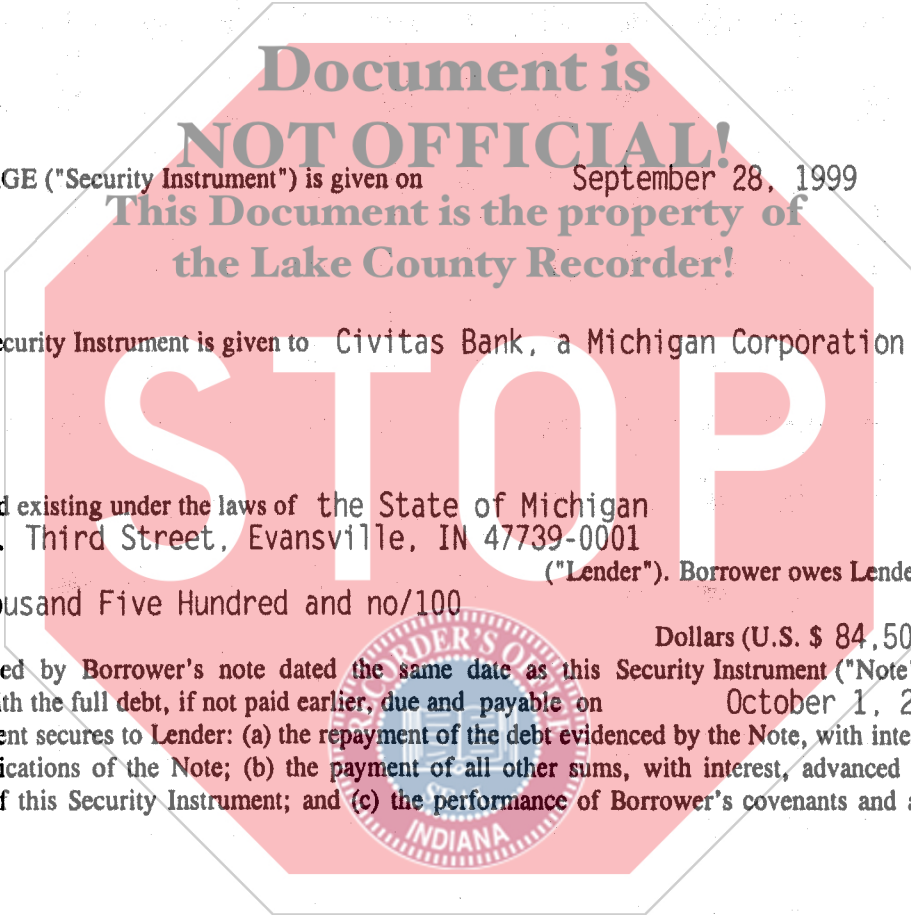 Document is
NOT OFFICIAL!
GE ("Security Instrument") is given on September 28, 1999
This Document is the property of
the Lake County Recorder!
ecurity Instrument is given to Civitas Bank, a Michigan Corporation
STOP
d existing under the laws of the State of Michigan
. Third Street, Evansville, IN 47739-0001
("Lender"). Borrower owes Lende
ousand Five Hundred and no/100
Dollars (U.S. $ 84,50
ed by Borrower's note dated the same date as this Security Instrument ("Note"
th the full debt, if not paid earlier, due and payable on October 1, 2
ent secures to Lender: (a) the repayment of the debt evidenced by the Note, with inte
ications of the Note; (b) the payment of all other sums, with interest, advanced
f this Security Instrument; and (c) the performance of Borrower's covenants and a
RECORDER'S OFFICE
SEAL
INDIANA